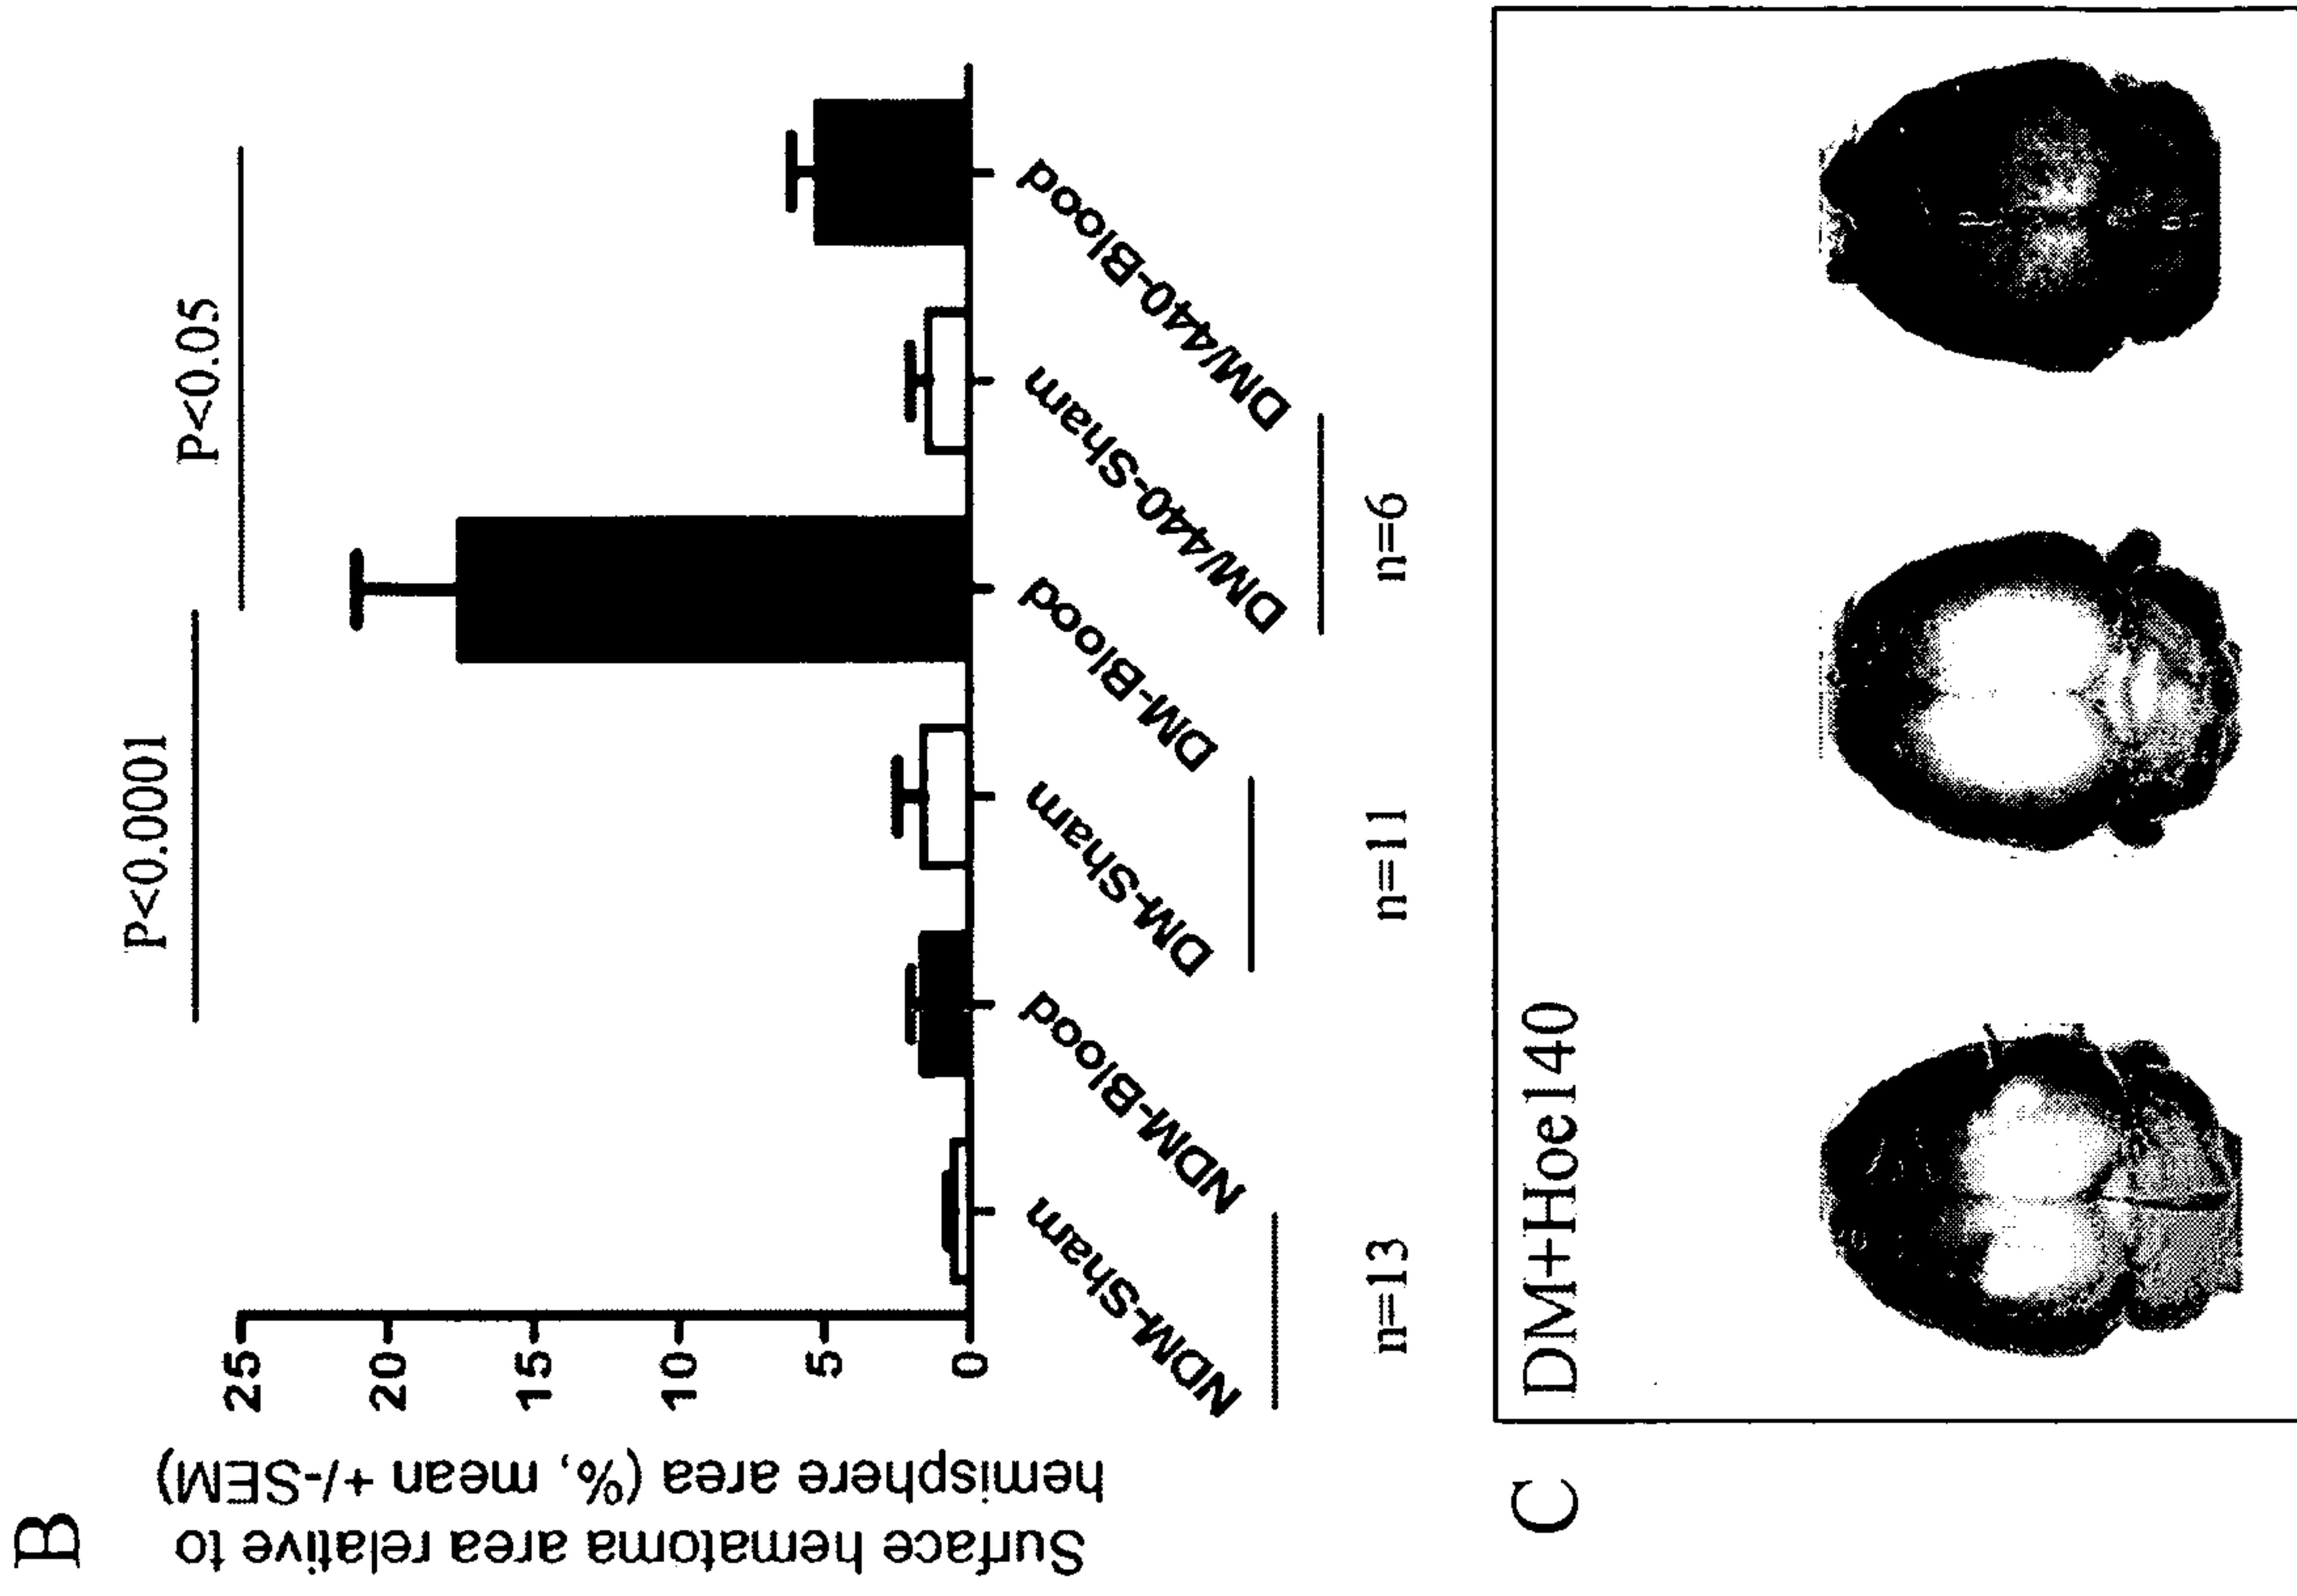 B
Surface hematoma area relative to
hemisphere area (%, mean +/-SEM)
25
20
15
10
5
0
P<0.0001
P<0.05
NDM-Sham
NDM-Blood
DM-Sham
DM-Blood
DM/440-Sham
DM/440-Blood
n=13
n=11
n=6
C
DM+Hoe140